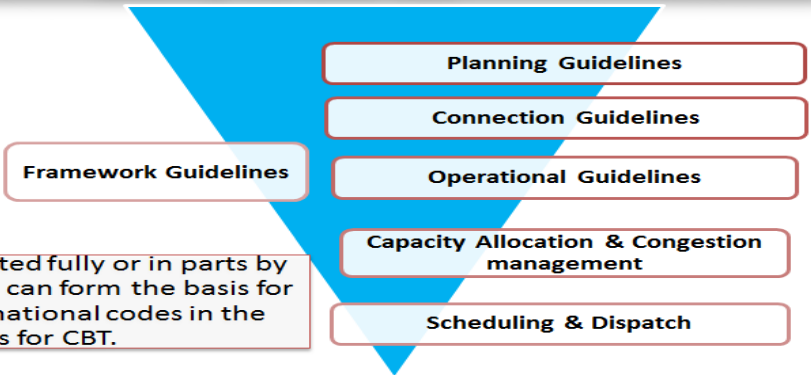 Planning Guidelines
Connection Guidelines
Framework Guidelines
Operational Guidelines
Capacity Allocation & Congestion
management
fully or in parts by
can form the basis for
national codes in the
for CBT.
Scheduling & Dispatch